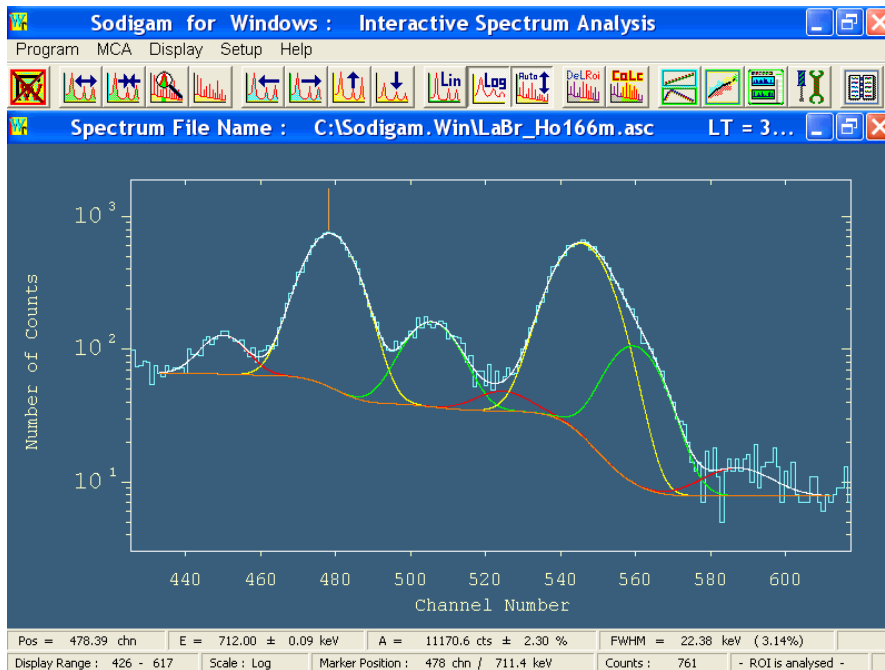 Sodigam for Windows : Interactive Spectrum Analysis
Program MCA Display Setup Help
Lin Log Auto DeLRoi CaLc
Spectrum File Name : C:\Sodigam.Win\LaBr_Ho166m.asc LT = 3...
10³
10²
10¹
Number of Counts
440 460 480 500 520 540 560 580 600
Channel Number
Pos = 478.39 chn E = 712.00 ± 0.09 keV A = 11170.6 cts ± 2.30 % FWHM = 22.38 keV (3.14%)
Display Range : 426 - 617 Scale : Log Marker Position : 478 chn / 711.4 keV Counts : 761 - ROI is analysed -